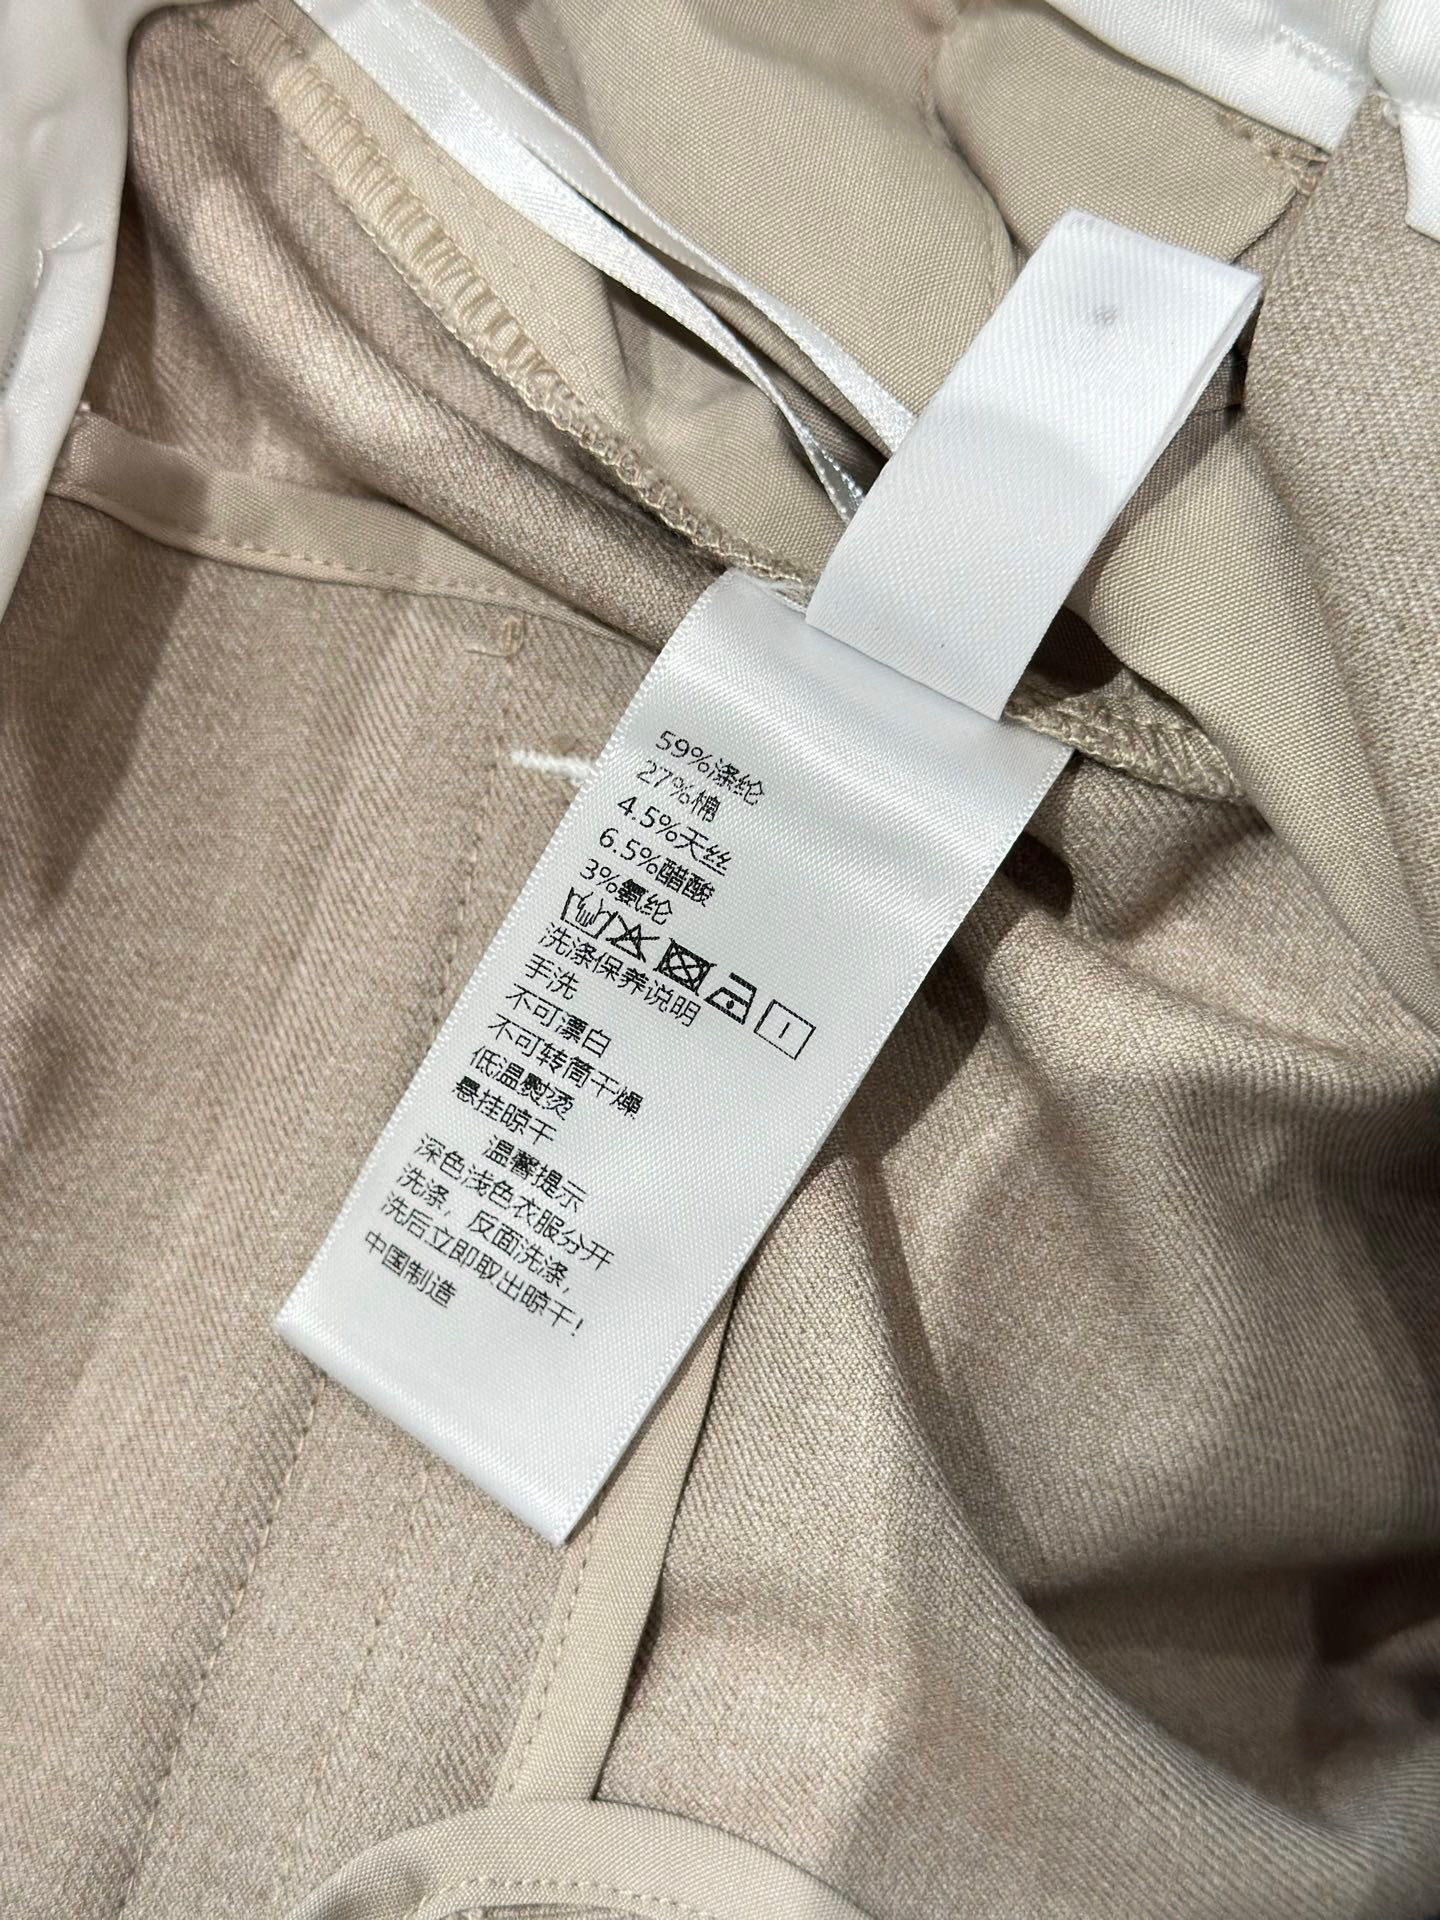 59%涤纶
27%棉
4.5%天丝
6.5%醋酸
3%氨纶
洗涤保养说明
手洗
不可漂白
不可转筒干燥
低温熨烫
悬挂晾干
温馨提示
深色浅色衣服分开
洗涤，反面洗涤，
洗后立即取出晾干！
中国制造